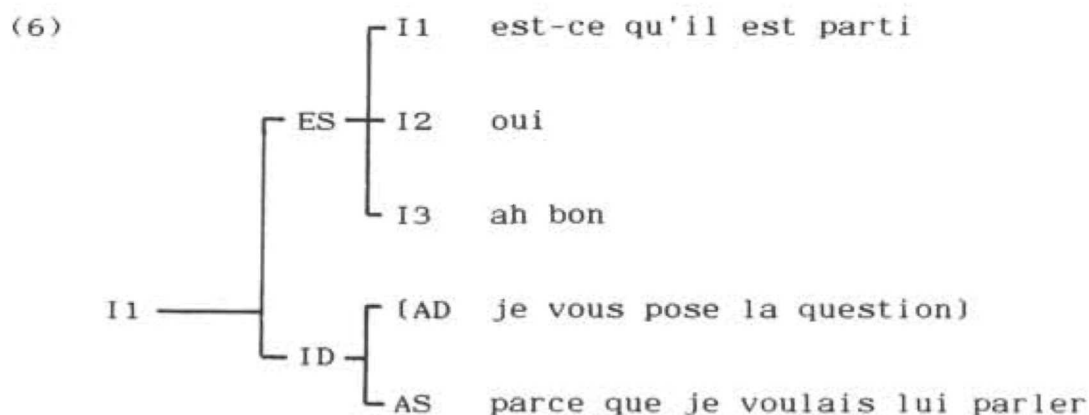 (6)
I1 est-ce qu'il est parti
ES
I2 oui
I3 ah bon
I1
(AD je vous pose la question)
ID
AS parce que je voulais lui parler